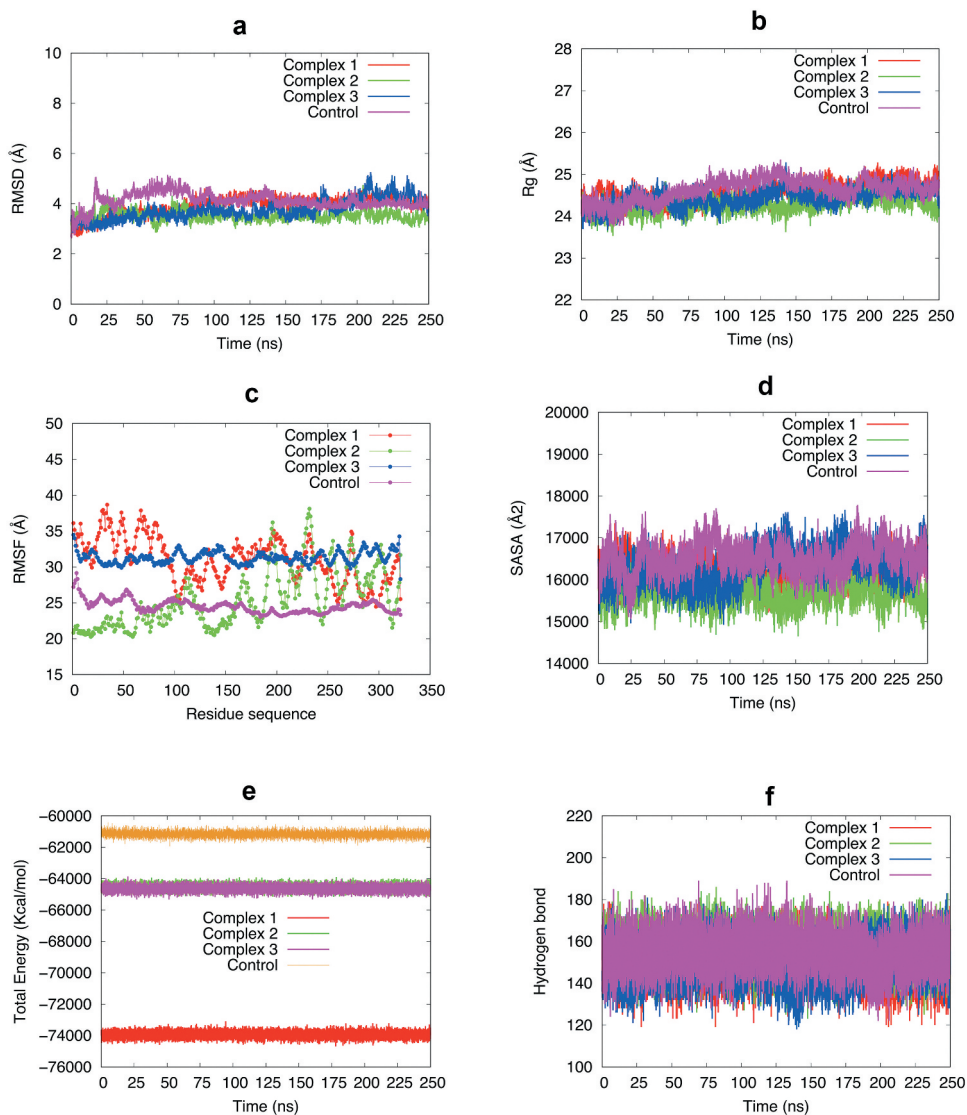 a
10
8
6
4
2
0
RMSD (Å)
Complex 1
Complex 2
Complex 3
Control
0 25 50 75 100 125 150 175 200 225 250
Time (ns)
b
28
27
26
25
24
23
22
Rg (Å)
Complex 1
Complex 2
Complex 3
Control
0 25 50 75 100 125 150 175 200 225 250
Time (ns)
c
50
45
40
35
30
25
20
15
RMSF (Å)
Complex 1
Complex 2
Complex 3
Control
0 50 100 150 200 250 300 350
Residue sequence
d
20000
19000
18000
17000
16000
15000
14000
SASA (Å2)
Complex 1
Complex 2
Complex 3
Control
0 25 50 75 100 125 150 175 200 225 250
Time (ns)
e
−60000
−62000
−64000
−66000
−68000
−70000
−72000
−74000
−76000
Total Energy (Kcal/mol)
Complex 1
Complex 2
Complex 3
Control
0 25 50 75 100 125 150 175 200 225 250
Time (ns)
f
220
200
180
160
140
120
100
Hydrogen bond
Complex 1
Complex 2
Complex 3
Control
0 25 50 75 100 125 150 175 200 225 250
Time (ns)